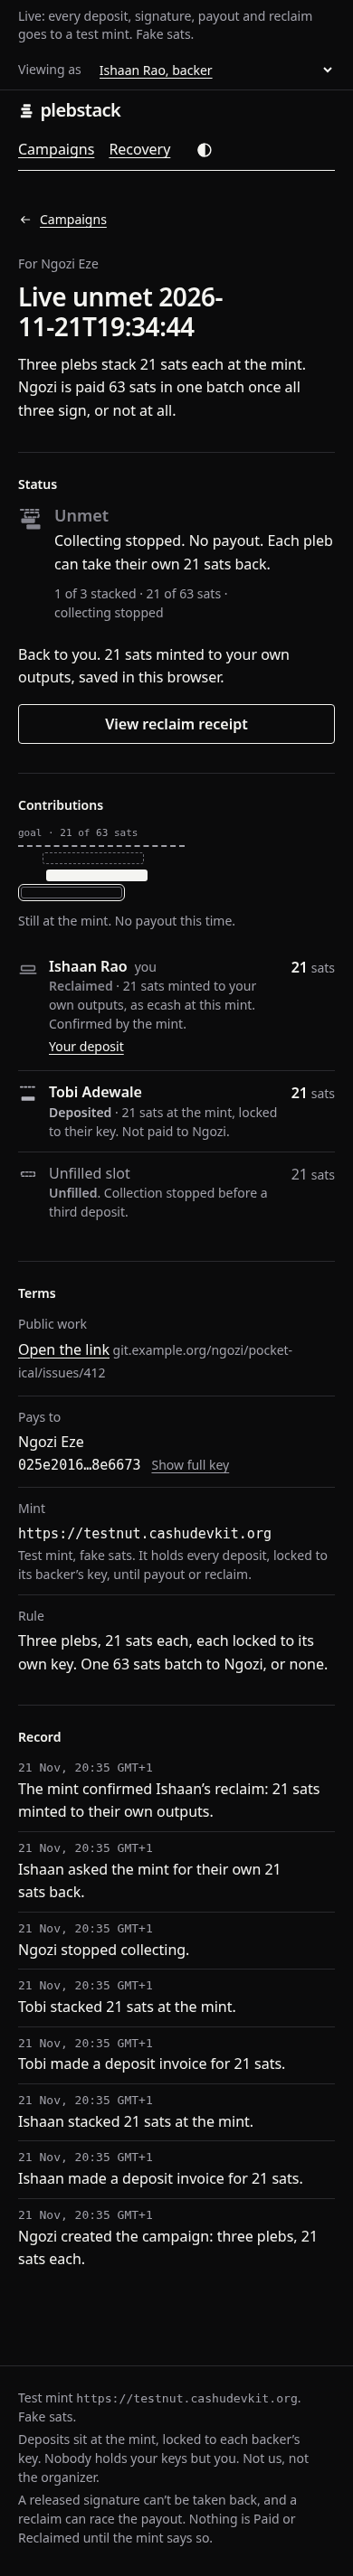 Live: every deposit, signature, payout and reclaim
goes to a test mint. Fake sats.
Viewing as Ishaan Rao, backer
plebstack
Campaigns Recovery
← Campaigns
For Ngozi Eze
Live unmet 2026-
11-21T19:34:44
Three plebs stack 21 sats each at the mint.
Ngozi is paid 63 sats in one batch once all
three sign, or not at all.
Status
Unmet
Collecting stopped. No payout. Each pleb
can take their own 21 sats back.
1 of 3 stacked · 21 of 63 sats ·
collecting stopped
Back to you. 21 sats minted to your own
outputs, saved in this browser.
View reclaim receipt
Contributions
goal · 21 of 63 sats
Still at the mint. No payout this time.
Ishaan Rao you 21 sats
Reclaimed · 21 sats minted to your
own outputs, as ecash at this mint.
Confirmed by the mint.
Your deposit
Tobi Adewale 21 sats
Deposited · 21 sats at the mint, locked
to their key. Not paid to Ngozi.
Unfilled slot 21 sats
Unfilled. Collection stopped before a
third deposit.
Terms
Public work
Open the link git.example.org/ngozi/pocket-
ical/issues/412
Pays to
Ngozi Eze
025e2016…8e6673 Show full key
Mint
https://testnut.cashudevkit.org
Test mint, fake sats. It holds every deposit, locked to
its backer’s key, until payout or reclaim.
Rule
Three plebs, 21 sats each, each locked to its
own key. One 63 sats batch to Ngozi, or none.
Record
21 Nov, 20:35 GMT+1
The mint confirmed Ishaan’s reclaim: 21 sats
minted to their own outputs.
21 Nov, 20:35 GMT+1
Ishaan asked the mint for their own 21
sats back.
21 Nov, 20:35 GMT+1
Ngozi stopped collecting.
21 Nov, 20:35 GMT+1
Tobi stacked 21 sats at the mint.
21 Nov, 20:35 GMT+1
Tobi made a deposit invoice for 21 sats.
21 Nov, 20:35 GMT+1
Ishaan stacked 21 sats at the mint.
21 Nov, 20:35 GMT+1
Ishaan made a deposit invoice for 21 sats.
21 Nov, 20:35 GMT+1
Ngozi created the campaign: three plebs, 21
sats each.
Test mint https://testnut.cashudevkit.org.
Fake sats.
Deposits sit at the mint, locked to each backer’s
key. Nobody holds your keys but you. Not us, not
the organizer.
A released signature can’t be taken back, and a
reclaim can race the payout. Nothing is Paid or
Reclaimed until the mint says so.